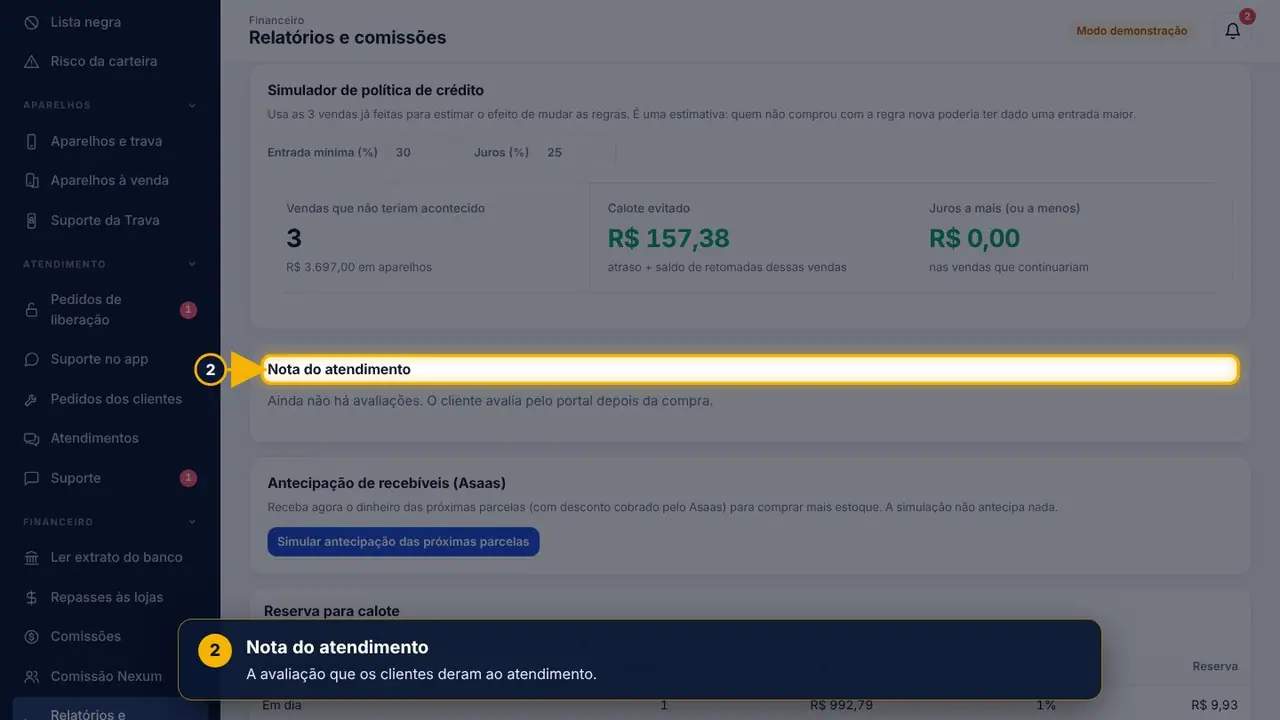 Lista negra
Risco da carteira
APARELHOS
Aparelhos e trava
Aparelhos à venda
Suporte da Trava
ATENDIMENTO
Pedidos de
liberação
1
Suporte no app
Pedidos dos clientes
Atendimentos
Suporte
1
FINANCEIRO
Ler extrato do banco
Repasses às lojas
Comissões
Comissão Nexum
Relatórios e
Financeiro
Relatórios e comissões
Modo demonstração
2
Simulador de política de crédito
Usa as 3 vendas já feitas para estimar o efeito de mudar as regras. É uma estimativa: quem não comprou com a regra nova poderia ter dado uma entrada maior.
Entrada mínima (%) 30 Juros (%) 25
Vendas que não teriam acontecido
3
R$ 3.697,00 em aparelhos
Calote evitado
R$ 157,38
atraso + saldo de retomadas dessas vendas
Juros a mais (ou a menos)
R$ 0,00
nas vendas que continuariam
2
Nota do atendimento
Ainda não há avaliações. O cliente avalia pelo portal depois da compra.
Antecipação de recebíveis (Asaas)
Receba agora o dinheiro das próximas parcelas (com desconto cobrado pelo Asaas) para comprar mais estoque. A simulação não antecipa nada.
Simular antecipação das próximas parcelas
Reserva para calote
2
Nota do atendimento
A avaliação que os clientes deram ao atendimento.
Reserva
Em dia 1 R$ 992,79 1% R$ 9,93